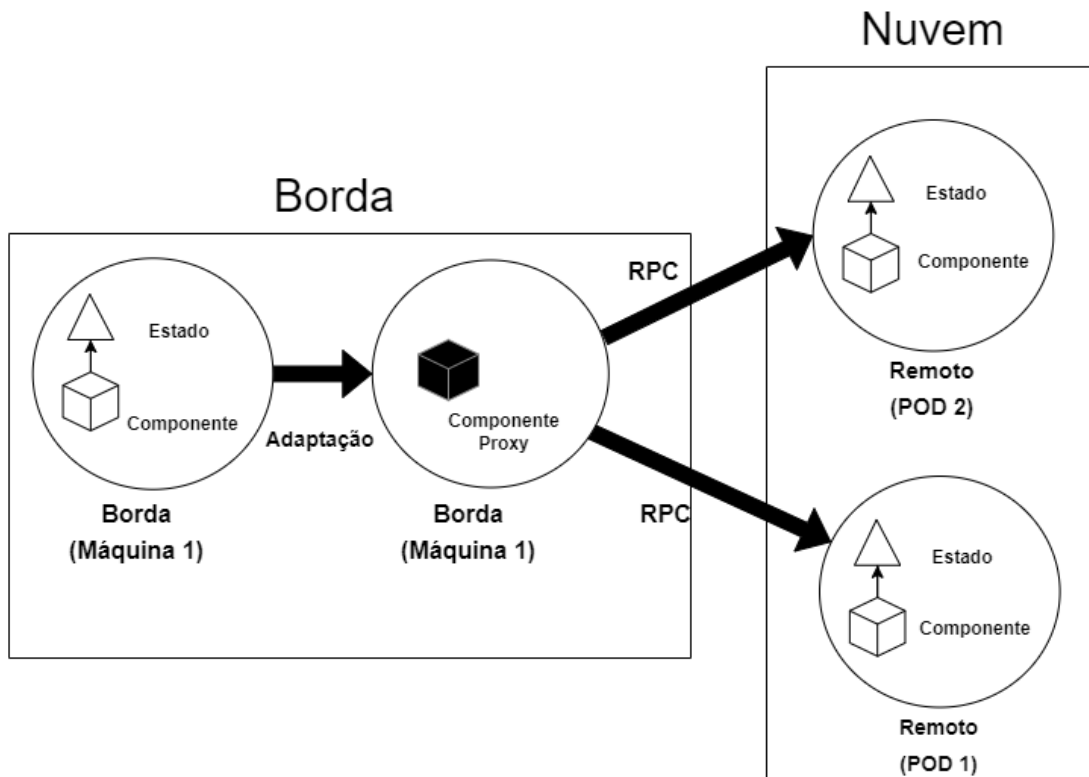 Nuvem
Borda
Estado
Componente
Borda
(Máquina 1)
Adaptação
Componente
Proxy
Borda
(Máquina 1)
RPC
RPC
Estado
Componente
Remoto
(POD 2)
Estado
Componente
Remoto
(POD 1)